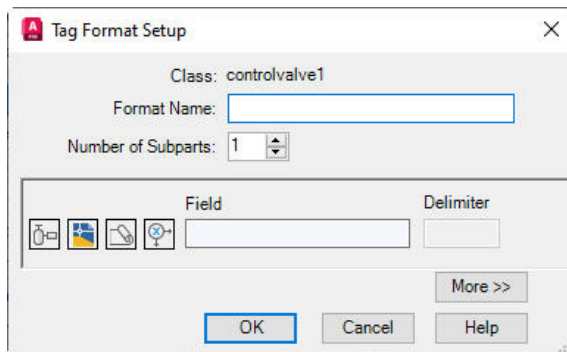 Tag Format Setup
Class: controlvalve1
Format Name:
Number of Subparts: 1
Field Delimiter
More >>
OK Cancel Help